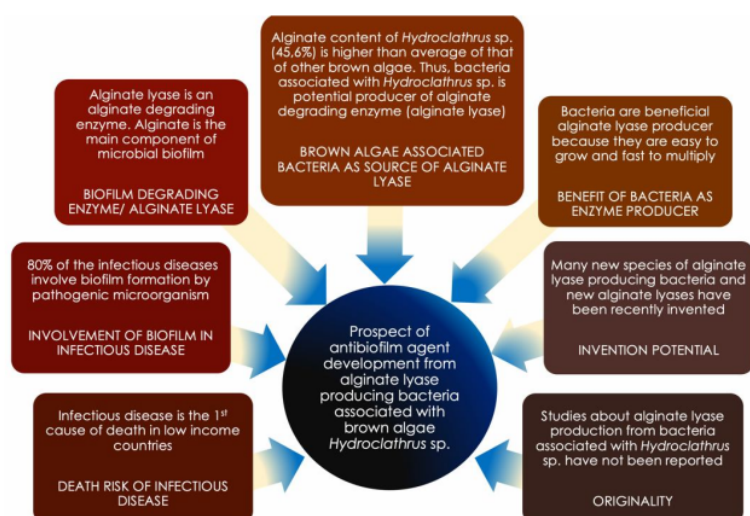 Alginate content of Hydroclathrus sp.
(45,6%) is higher than average of that
of other brown algae. Thus, bacteria
associated with Hydroclathrus sp. is
potential producer of alginate
degrading enzyme (alginate lyase)
BROWN ALGAE ASSOCIATED
BACTERIA AS SOURCE OF ALGINATE
LYASE
Alginate lyase is an
alginate degrading
enzyme. Alginate is the
main component of
microbial biofilm
BIOFILM DEGRADING
ENZYME/ ALGINATE LYASE
Bacteria are beneficial
alginate lyase producer
because they are easy to
grow and fast to multiply
BENEFIT OF BACTERIA AS
ENZYME PRODUCER
80% of the infectious diseases
involve biofilm formation by
pathogenic microorganism
INVOLVEMENT OF BIOFILM IN
INFECTIOUS DISEASE
Many new species of alginate
lyase producing bacteria and
new alginate lyases have
been recently invented
INVENTION POTENTIAL
Prospect of
antibiofilm agent
development from
alginate lyase
producing bacteria
associated with
brown algae
Hydroclathrus sp.
Infectious disease is the 1st
cause of death in low income
countries
DEATH RISK OF INFECTIOUS
DISEASE
Studies about alginate lyase
production from bacteria
associated with Hydroclathrus
sp. have not been reported
ORIGINALITY